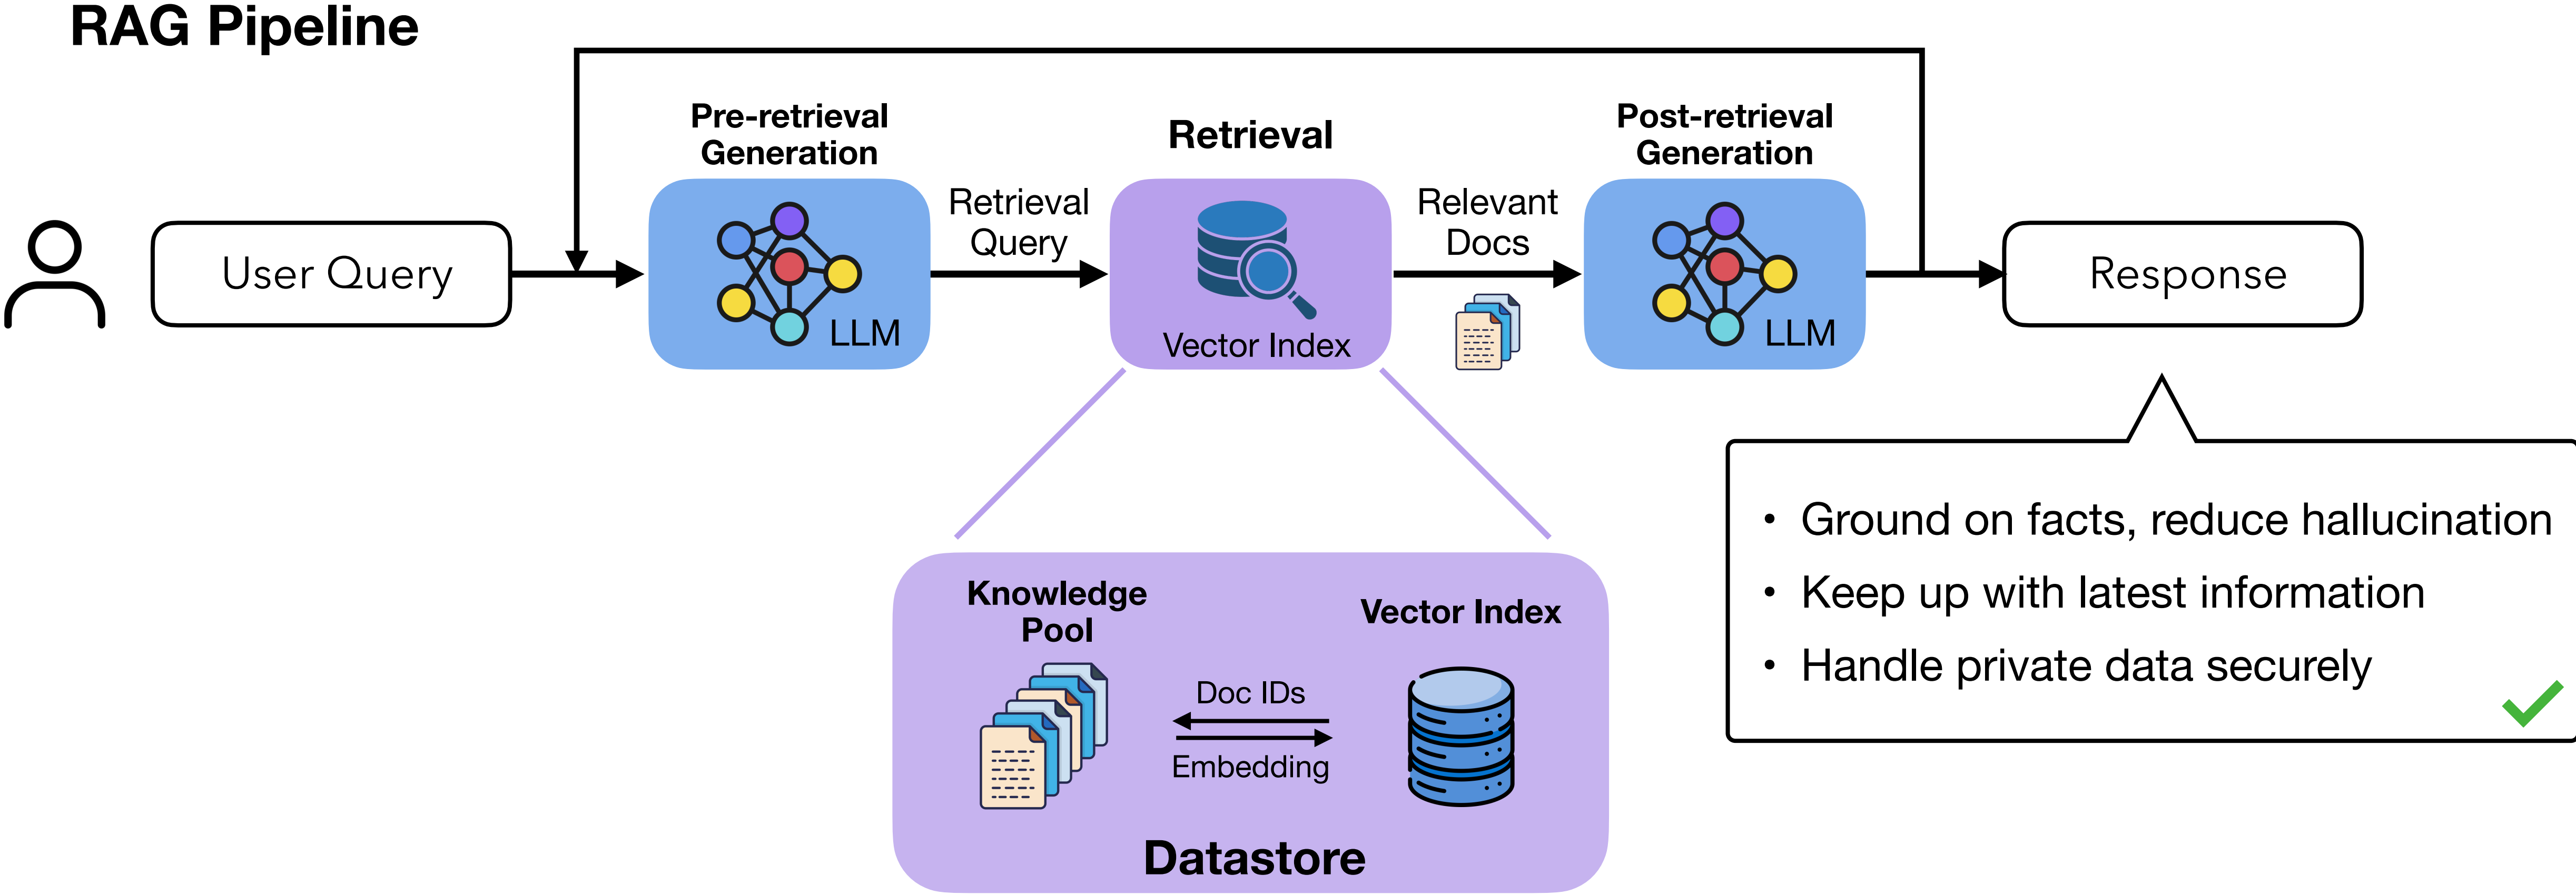 RAG Pipeline
User Query
Pre-retrieval
Generation
LLM
Retrieval
Query
Retrieval
Vector Index
Relevant
Docs
Post-retrieval
Generation
LLM
Response
Knowledge
Pool
Doc IDs
Embedding
Vector Index
Datastore
• Ground on facts, reduce hallucination
• Keep up with latest information
• Handle private data securely